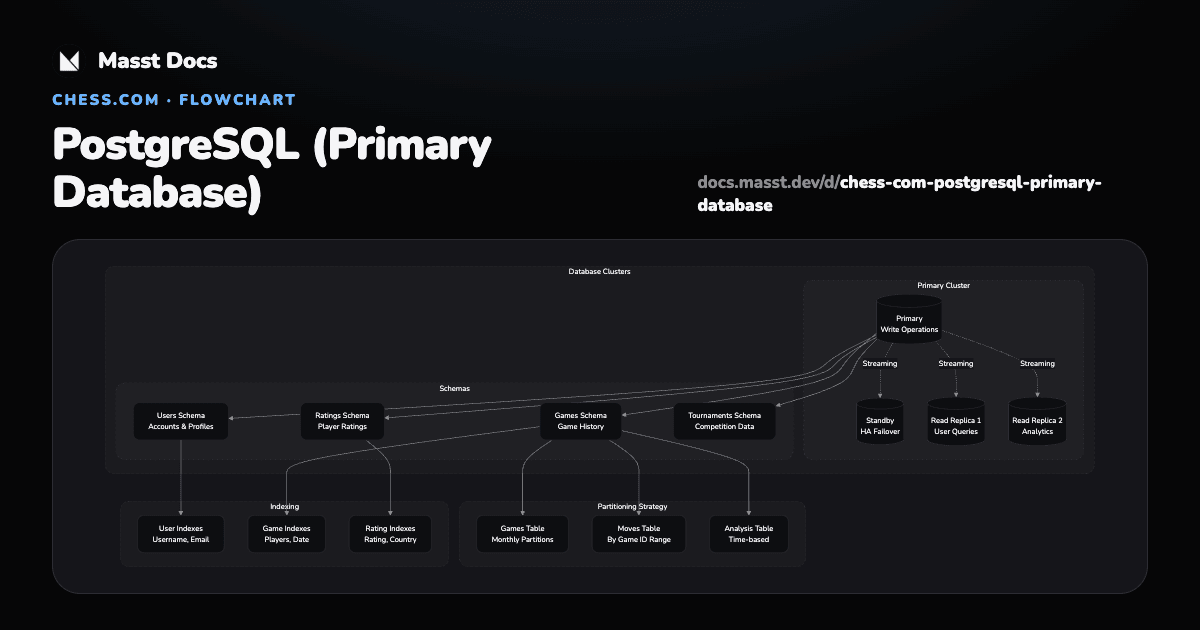 Masst Docs
CHESS.COM · FLOWCHART
PostgreSQL (Primary
Database)
docs.masst.dev/d/chess-com-postgresql-primary-
database
Database Clusters
Primary Cluster
Primary
Write Operations
Streaming
Streaming
Streaming
Standby
HA Failover
Read Replica 1
User Queries
Read Replica 2
Analytics
Schemas
Users Schema
Accounts & Profiles
Ratings Schema
Player Ratings
Games Schema
Game History
Tournaments Schema
Competition Data
Indexing
User Indexes
Username, Email
Game Indexes
Players, Date
Rating Indexes
Rating, Country
Partitioning Strategy
Games Table
Monthly Partitions
Moves Table
By Game ID Range
Analysis Table
Time-based